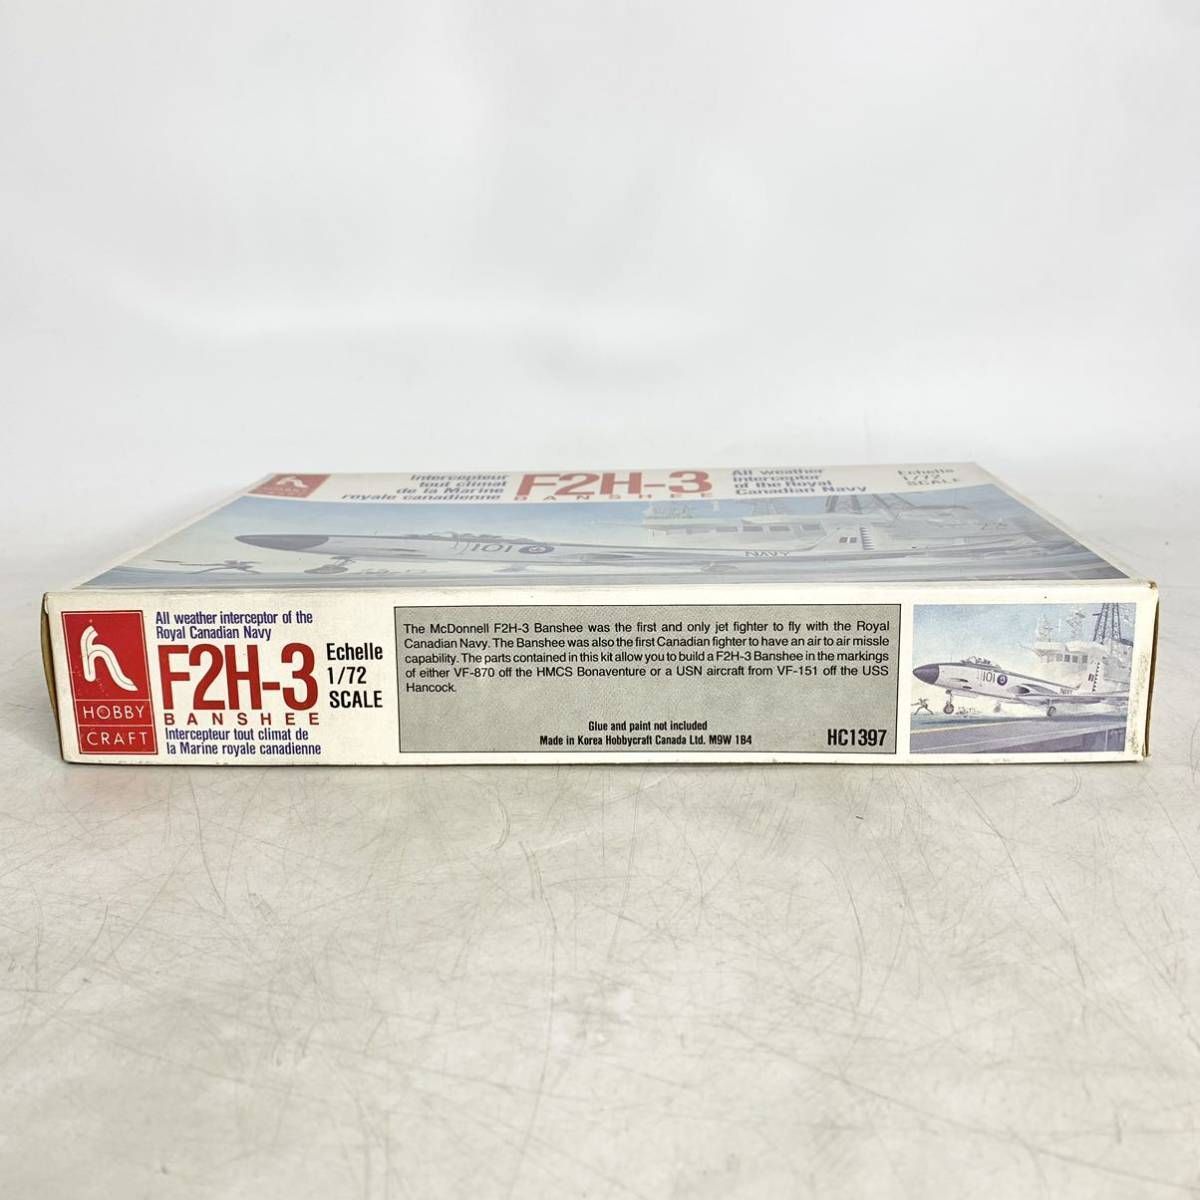 Intercepteur
tout climat
de la Marine
royale canadienne
F2H-3
BANSHEE
All weather
interceptor
of the Royal
Canadian Navy
Echelle
1/72
SCALE
101
NAVY
HOBBY
CRAFT
All weather interceptor of the
Royal Canadian Navy
F2H-3
BANSHEE
Intercepteur tout climat de
la Marine royale canadienne
Echelle
1/72
SCALE
The McDonnell F2H-3 Banshee was the first and only jet fighter to fly with the Royal
Canadian Navy. The Banshee was also the first Canadian fighter to have an air to air missle
capability. The parts contained in this kit allow you to build a F2H-3 Banshee in the markings
of either VF-870 off the HMCS Bonaventure or a USN aircraft from VF-151 off the USS
Hancock.
Glue and paint not included
Made in Korea Hobbycraft Canada Ltd. M9W 1B4
HC1397
101
NAVY